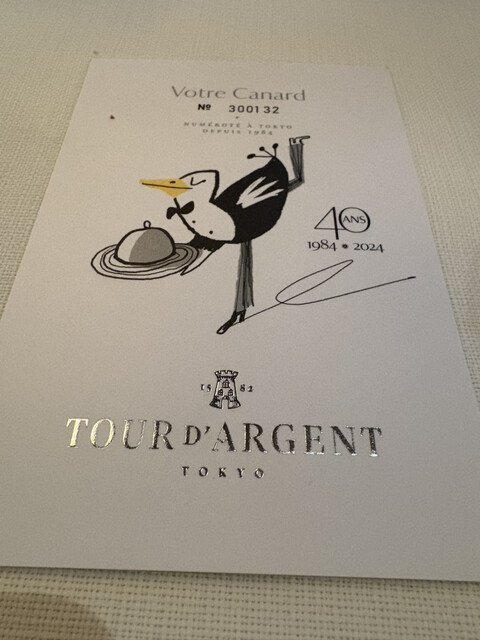 Votre Canard
Nº 300132
NUMÉROTÉ À TOKYO
DEPUIS 1984
40 ANS
1984 • 2024
15 82
TOUR D'ARGENT
TOKYO